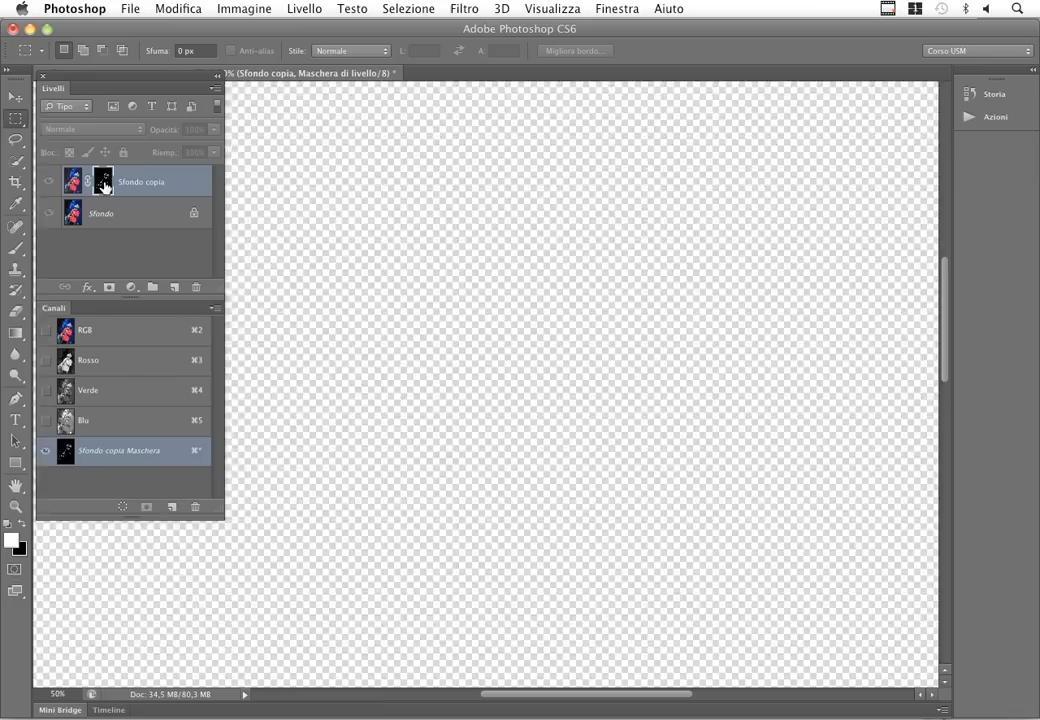 Photoshop File Modifica Immagine Livello Testo Selezione Filtro 3D Visualizza Finestra Aiuto
Adobe Photoshop CS6
Sfuma: 0 px Anti-alias Stile: Normale L: A: Migliora bordo... Corso USM
0% (Sfondo copia, Maschera di livello/8) *
Livelli
Tipo
Normale Opacità: 100%
Bloc.: Riemp.: 100%
Sfondo copia
Sfondo
fx
Canali
RGB ⌘2
Rosso ⌘3
Verde ⌘4
Blu ⌘5
Sfondo copia Maschera
Storia
Azioni
50% Doc: 34,5 MB/80,3 MB
Mini Bridge Timeline